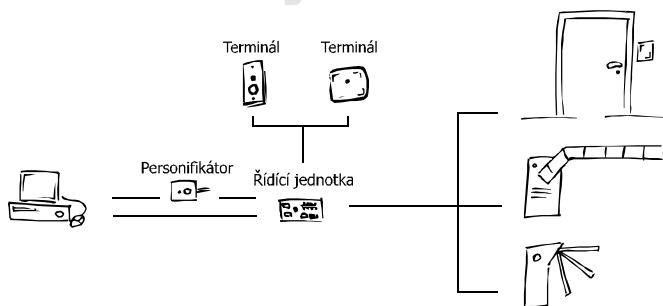 Terminál
Terminál
Personifikátor
Řídící jednotka